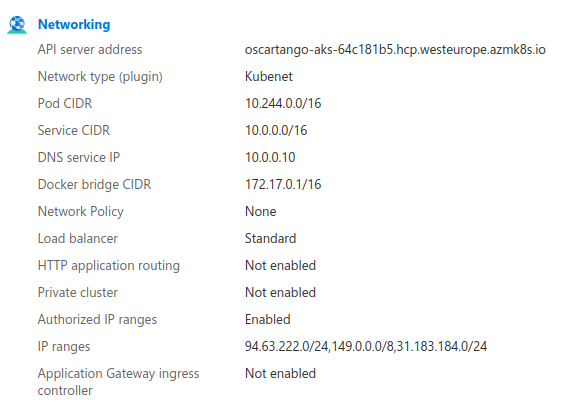 Networking
API server address oscartango-aks-64c181b5.hcp.westeurope.azmk8s.io
Network type (plugin) Kubenet
Pod CIDR 10.244.0.0/16
Service CIDR 10.0.0.0/16
DNS service IP 10.0.0.10
Docker bridge CIDR 172.17.0.1/16
Network Policy None
Load balancer Standard
HTTP application routing Not enabled
Private cluster Not enabled
Authorized IP ranges Enabled
IP ranges 94.63.222.0/24,149.0.0.0/8,31.183.184.0/24
Application Gateway ingress Not enabled
controller